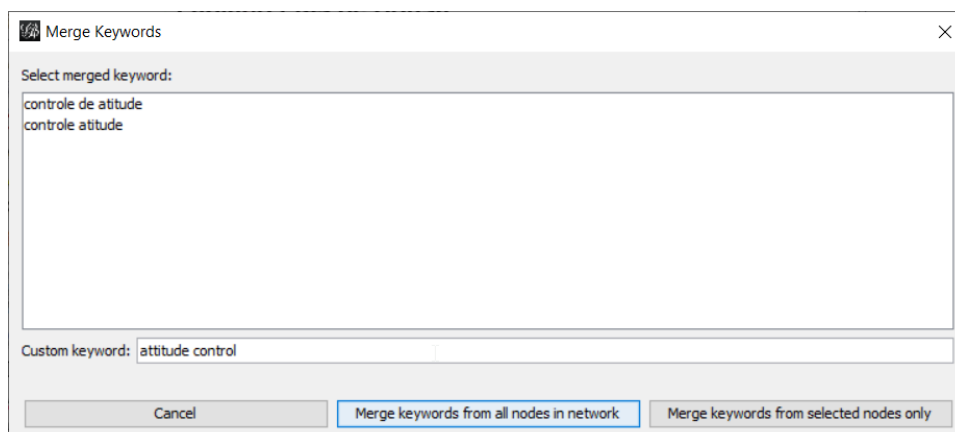 Merge Keywords
Select merged keyword:
controle de atitude
controle atitude
Custom keyword: attitude control
Cancel Merge keywords from all nodes in network Merge keywords from selected nodes only